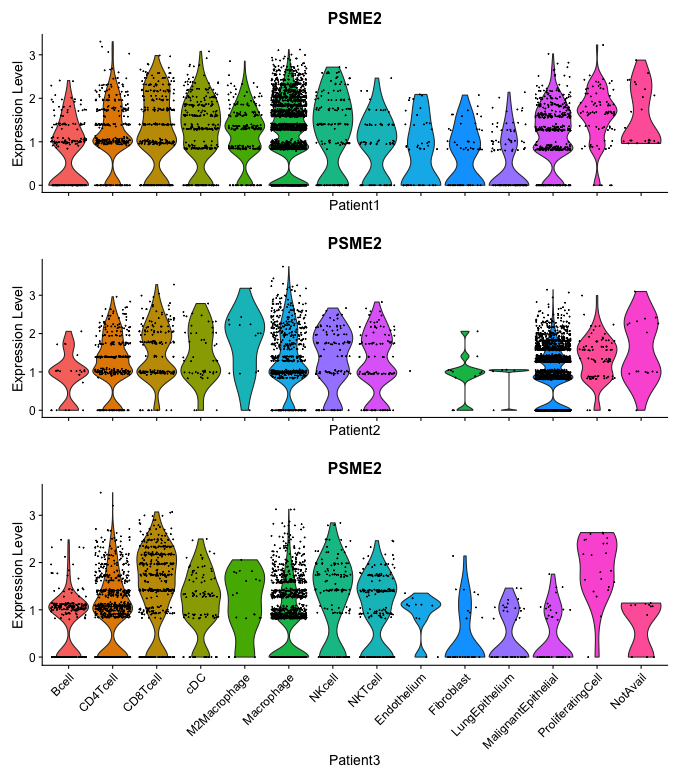 PSME2
Expression Level
3
2
1
0
Patient1
PSME2
Expression Level
3
2
1
0
Patient2
PSME2
Expression Level
3
2
1
0
Bcell
CD4Tcell
CD8Tcell
cDC
M2Macrophage
Macrophage
NKcell
NKTcell
Endothelium
Fibroblast
LungEpithelium
MalignantEpithelial
ProliferatingCell
NotAvail
Patient3